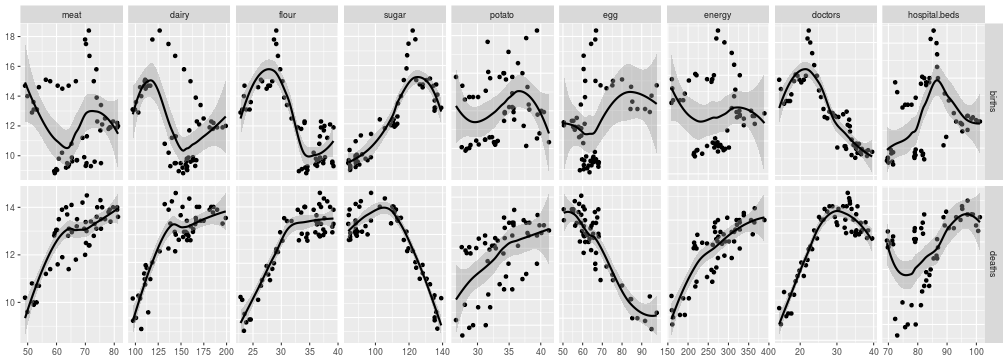 meat dairy flour sugar potato egg energy doctors hospital.beds
18
16
14
12
10
births
14
12
10
deaths
50 60 70 80 100 125 150 175 200 25 30 35 40 100 120 140 30 35 40 50 60 70 80 90 150 200 250 300 350 400 20 30 40 70 80 90 100